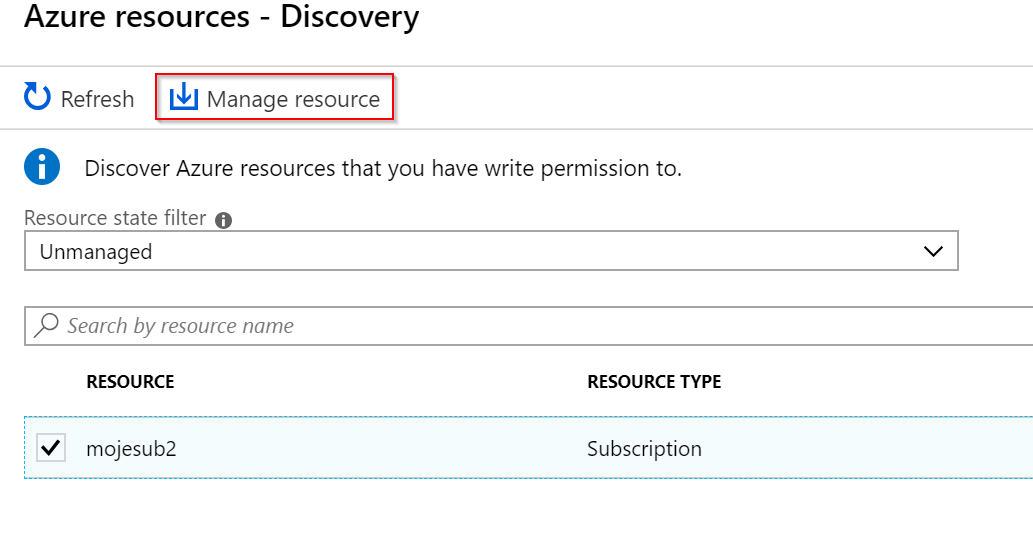 Azure resources - Discovery
Refresh Manage resource
Discover Azure resources that you have write permission to.
Resource state filter
Unmanaged
Search by resource name
RESOURCE RESOURCE TYPE
mojesub2 Subscription